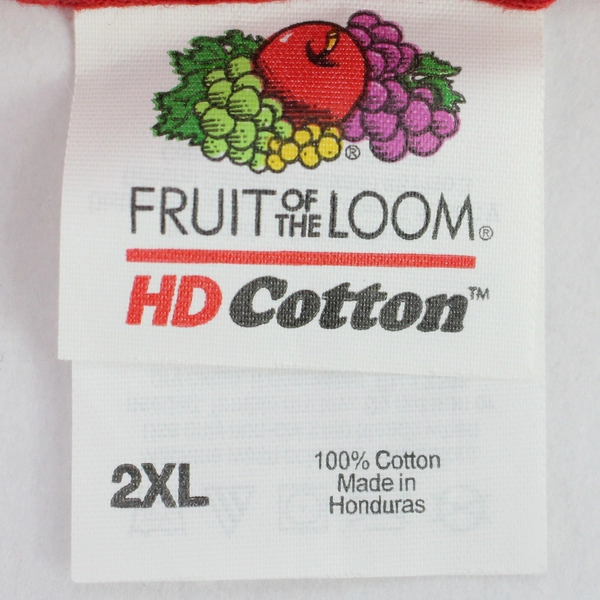 ®
FRUIT OF THE LOOM®
HD Cotton™
2XL
100% Cotton
Made in
Honduras